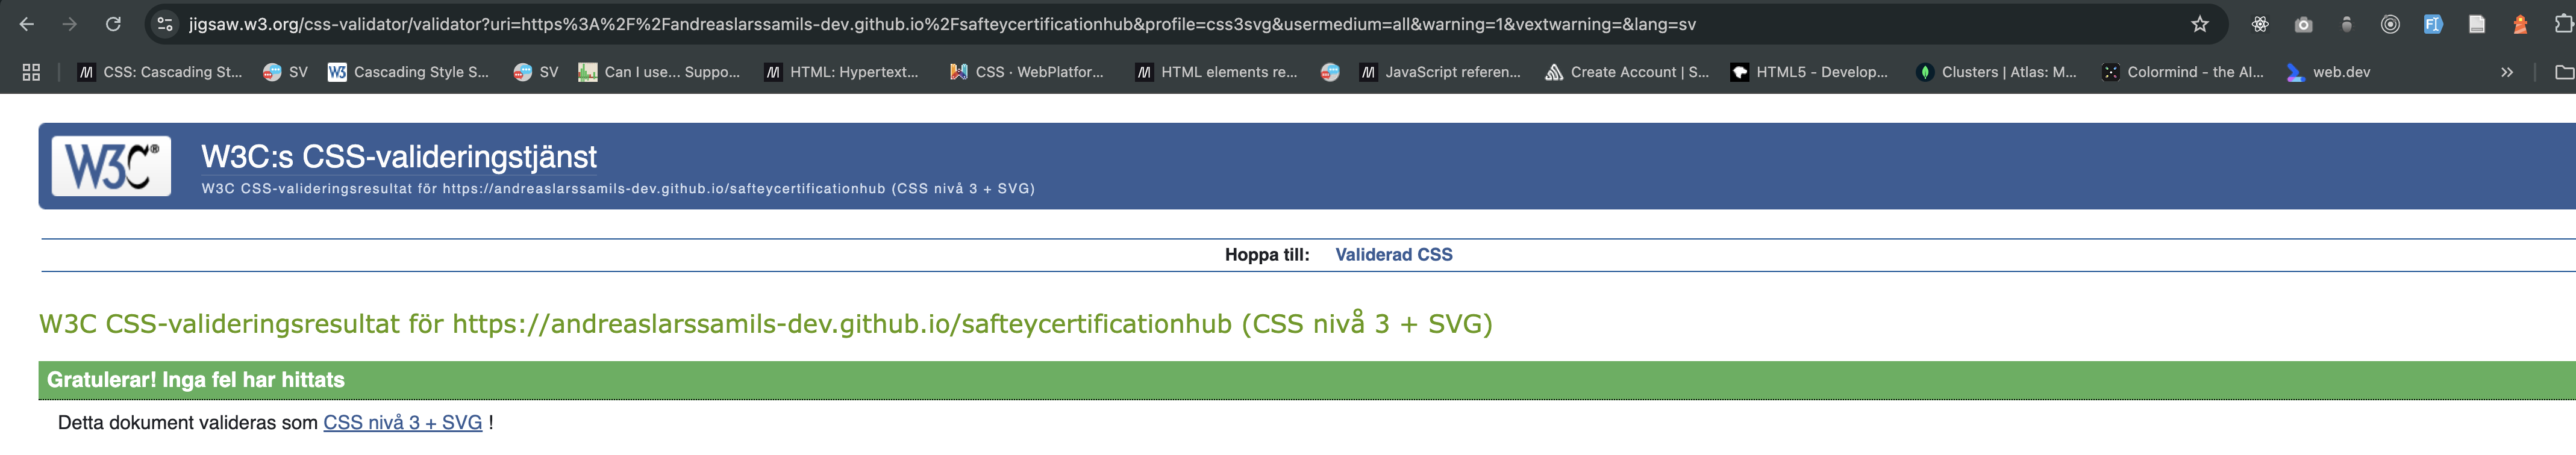 jigsaw.w3.org/css-validator/validator?uri=https%3A%2F%2Fandreaslarssamils-dev.github.io%2Fsafteycertificationhub&profile=css3svg&usermedium=all&warning=1&vextwarning=&lang=sv
CSS: Cascading St... SV Cascading Style S... SV Can I use... Suppo... HTML: Hypertext... CSS · WebPlatfor... HTML elements re... JavaScript referen... Create Account | S... HTML5 - Develop... Clusters | Atlas: M... Colormind - the AI... web.dev »
W3C® W3C:s CSS-valideringstjänst
W3C CSS-valideringsresultat för https://andreaslarssamils-dev.github.io/safteycertificationhub (CSS nivå 3 + SVG)
Hoppa till: Validerad CSS
W3C CSS-valideringsresultat för https://andreaslarssamils-dev.github.io/safteycertificationhub (CSS nivå 3 + SVG)
Gratulerar! Inga fel har hittats
Detta dokument valideras som CSS nivå 3 + SVG !